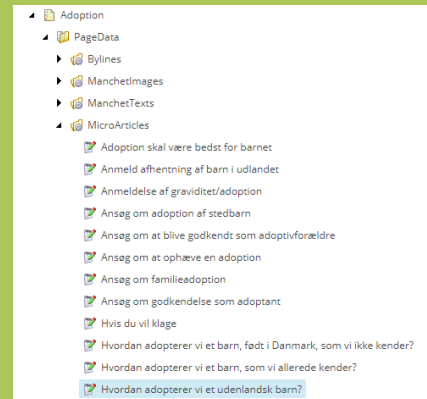 Adoption
PageData
Bylines
ManchetImages
ManchetTexts
MicroArticles
Adoption skal være bedst for barnet
Anmeld afhentning af barn i udlandet
Anmeldelse af graviditet/adoption
Ansøg om adoption af stedbarn
Ansøg om at blive godkendt som adoptivforældre
Ansøg om at ophæve en adoption
Ansøg om familieadoption
Ansøg om godkendelse som adoptant
Hvis du vil klage
Hvordan adopterer vi et barn, født i Danmark, som vi ikke kender?
Hvordan adopterer vi et barn, som vi allerede kender?
Hvordan adopterer vi et udenlandsk barn?